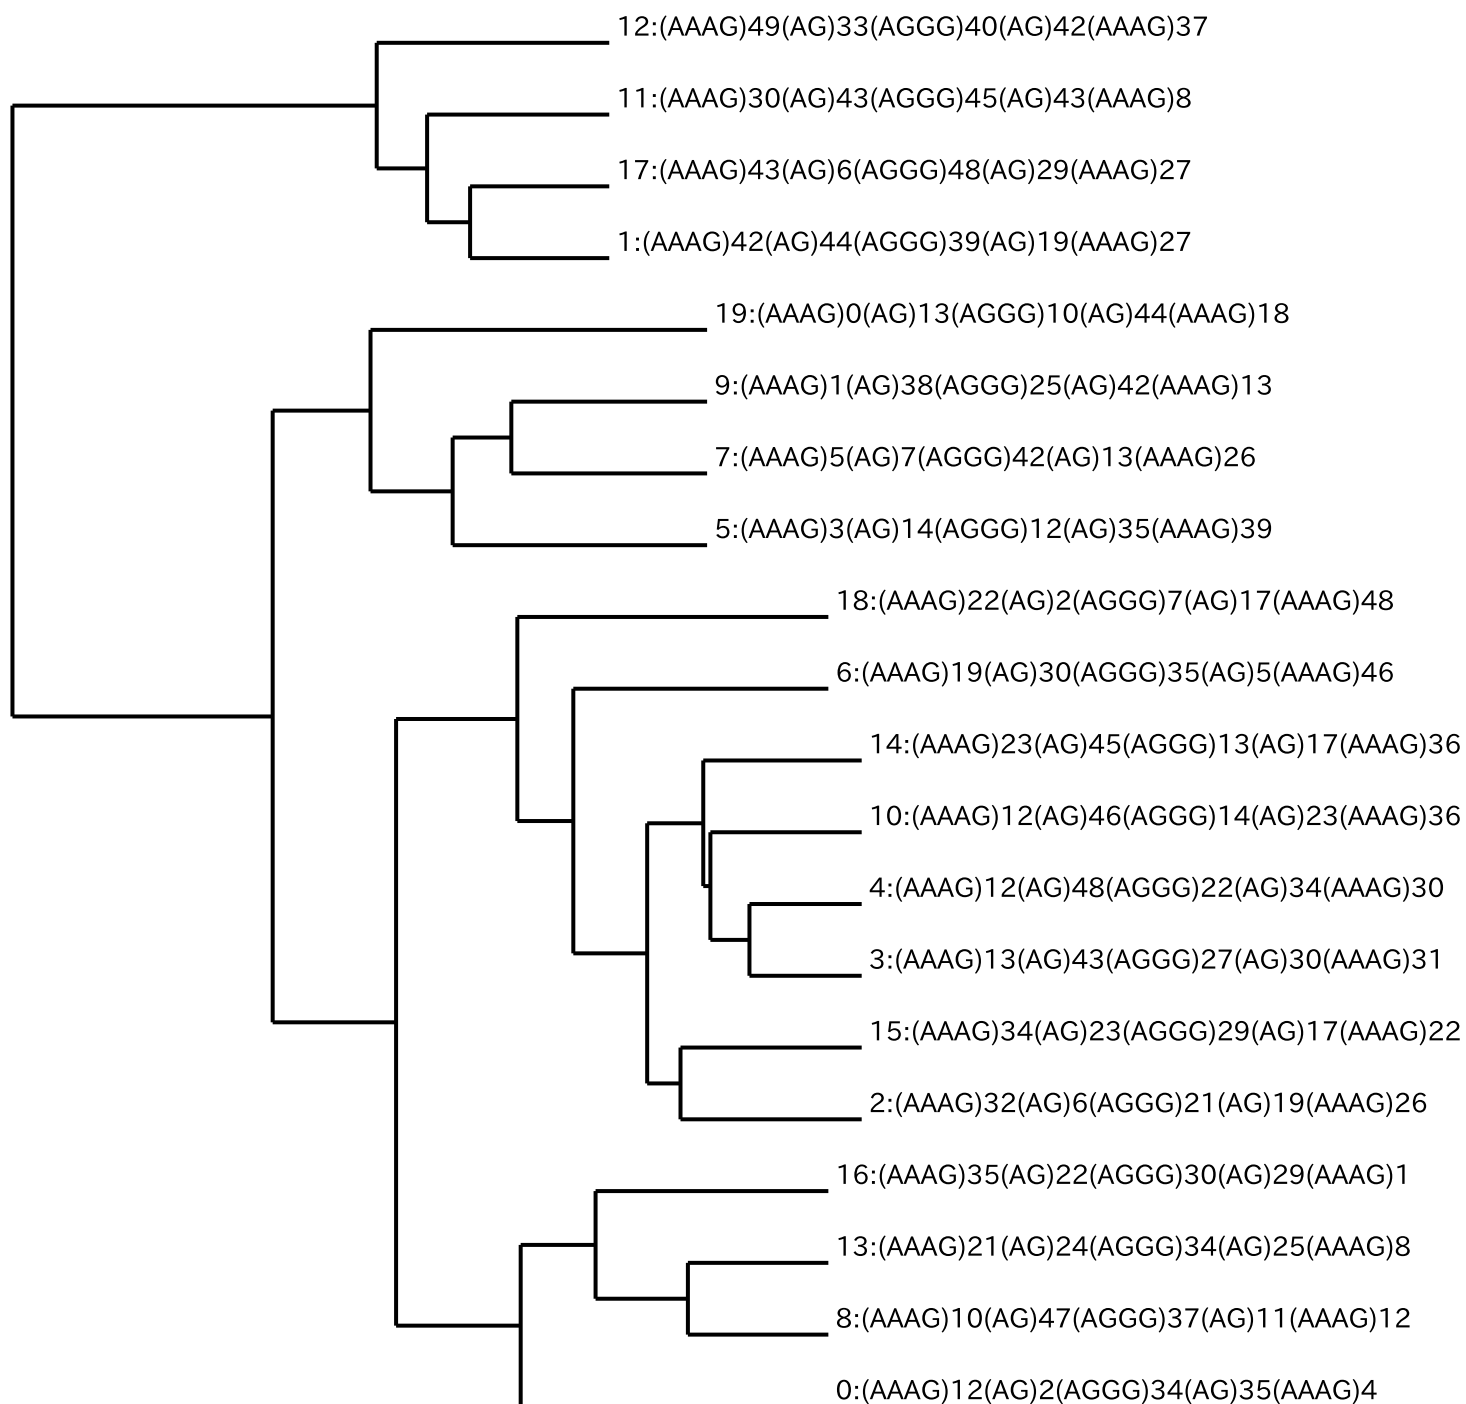 12:(AAAG)49(AG)33(AGGG)40(AG)42(AAAG)37
11:(AAAG)30(AG)43(AGGG)45(AG)43(AAAG)8
17:(AAAG)43(AG)6(AGGG)48(AG)29(AAAG)27
1:(AAAG)42(AG)44(AGGG)39(AG)19(AAAG)27
19:(AAAG)0(AG)13(AGGG)10(AG)44(AAAG)18
9:(AAAG)1(AG)38(AGGG)25(AG)42(AAAG)13
7:(AAAG)5(AG)7(AGGG)42(AG)13(AAAG)26
5:(AAAG)3(AG)14(AGGG)12(AG)35(AAAG)39
18:(AAAG)22(AG)2(AGGG)7(AG)17(AAAG)48
6:(AAAG)19(AG)30(AGGG)35(AG)5(AAAG)46
14:(AAAG)23(AG)45(AGGG)13(AG)17(AAAG)36
10:(AAAG)12(AG)46(AGGG)14(AG)23(AAAG)36
4:(AAAG)12(AG)48(AGGG)22(AG)34(AAAG)30
3:(AAAG)13(AG)43(AGGG)27(AG)30(AAAG)31
15:(AAAG)34(AG)23(AGGG)29(AG)17(AAAG)22
2:(AAAG)32(AG)6(AGGG)21(AG)19(AAAG)26
16:(AAAG)35(AG)22(AGGG)30(AG)29(AAAG)1
13:(AAAG)21(AG)24(AGGG)34(AG)25(AAAG)8
8:(AAAG)10(AG)47(AGGG)37(AG)11(AAAG)12
0:(AAAG)12(AG)2(AGGG)34(AG)35(AAAG)4